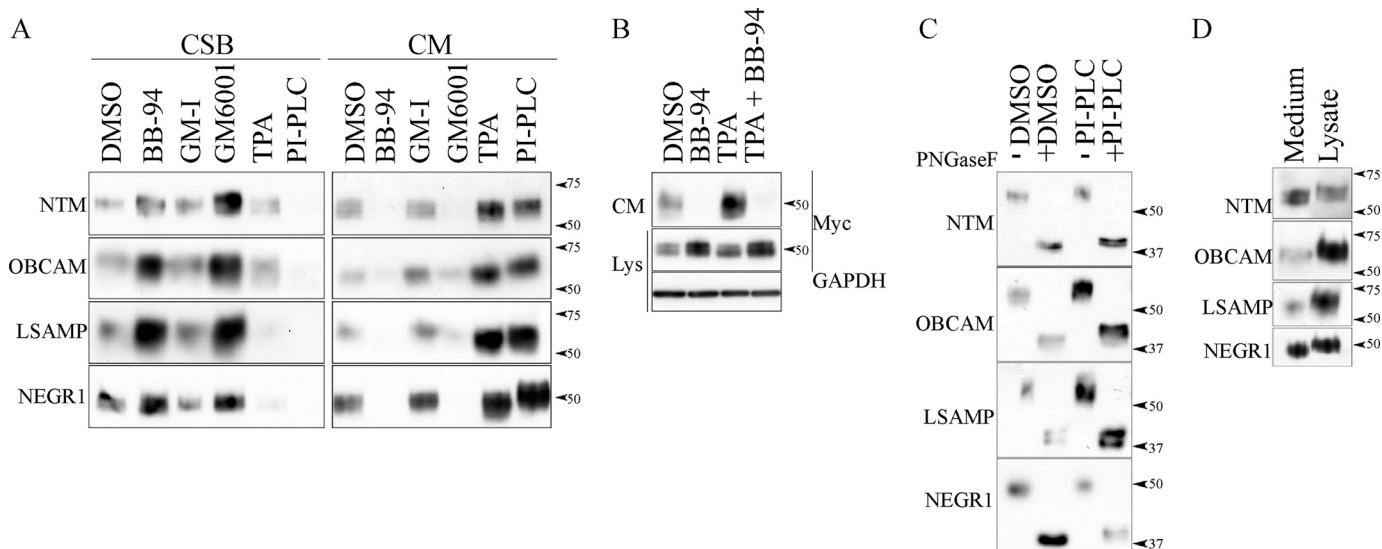 A
CSB CM
DMSO BB-94 GM-I GM6001 TPA PI-PLC DMSO BB-94 GM-I GM6001 TPA PI-PLC
NTM 75 50
OBCAM 75 50
LSAMP 75 50
NEGR1 50
B
DMSO BB-94 TPA TPA + BB-94
CM 50 Myc
Lys 50
GAPDH
C
DMSO DMSO PI-PLC PI-PLC
PNGaseF - + - +
NTM 50 37
OBCAM 50 37
LSAMP 50 37
NEGR1 50 37
D
Medium Lysate
NTM 75 50
OBCAM 75 50
LSAMP 75 50
NEGR1 50